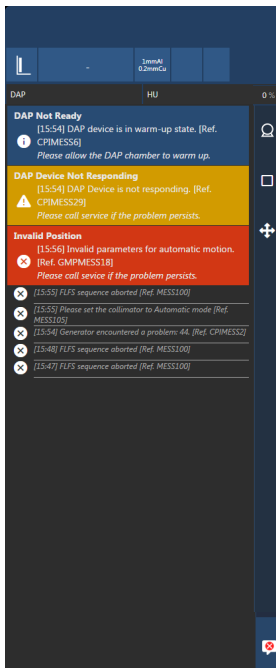 1mmAl
0.2mmCu
-
DAP HU 0 %
DAP Not Ready
[15:54] DAP device is in warm-up state. [Ref.
CPIMESS6]
Please allow the DAP chamber to warm up.
DAP Device Not Responding
[15:54] DAP Device is not responding. [Ref.
CPIMESS29]
Please call service if the problem persists.
Invalid Position
[15:56] Invalid parameters for automatic motion.
[Ref. GMPMESS18]
Please call sevice if the problem persists.
[15:55] FLFS sequence aborted [Ref. MESS100]
[15:55] Please set the collimator to Automatic mode [Ref.
MESS105]
[15:54] Generator encountered a problem: 44. [Ref. CPIMESS2]
[15:48] FLFS sequence aborted [Ref. MESS100]
[15:47] FLFS sequence aborted [Ref. MESS100]